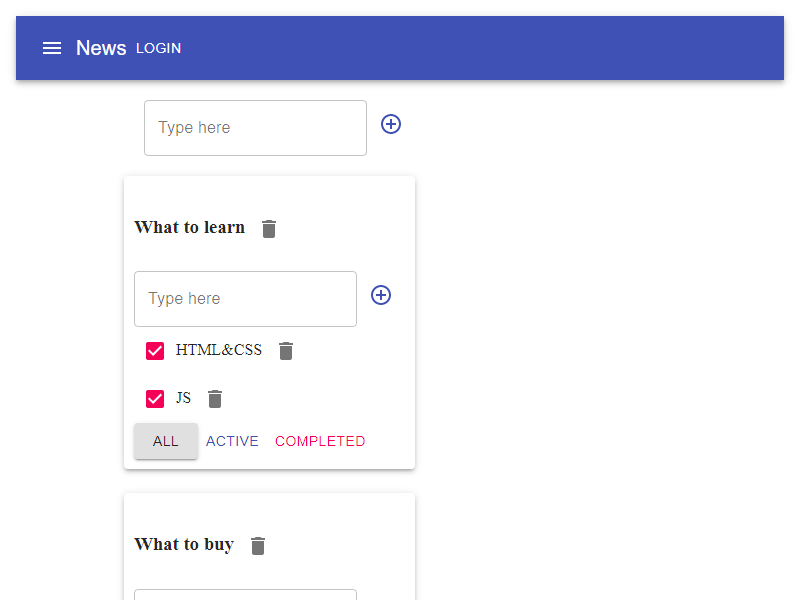 News LOGIN
Type here
What to learn
Type here
HTML&CSS
JS
ALL ACTIVE COMPLETED
What to buy